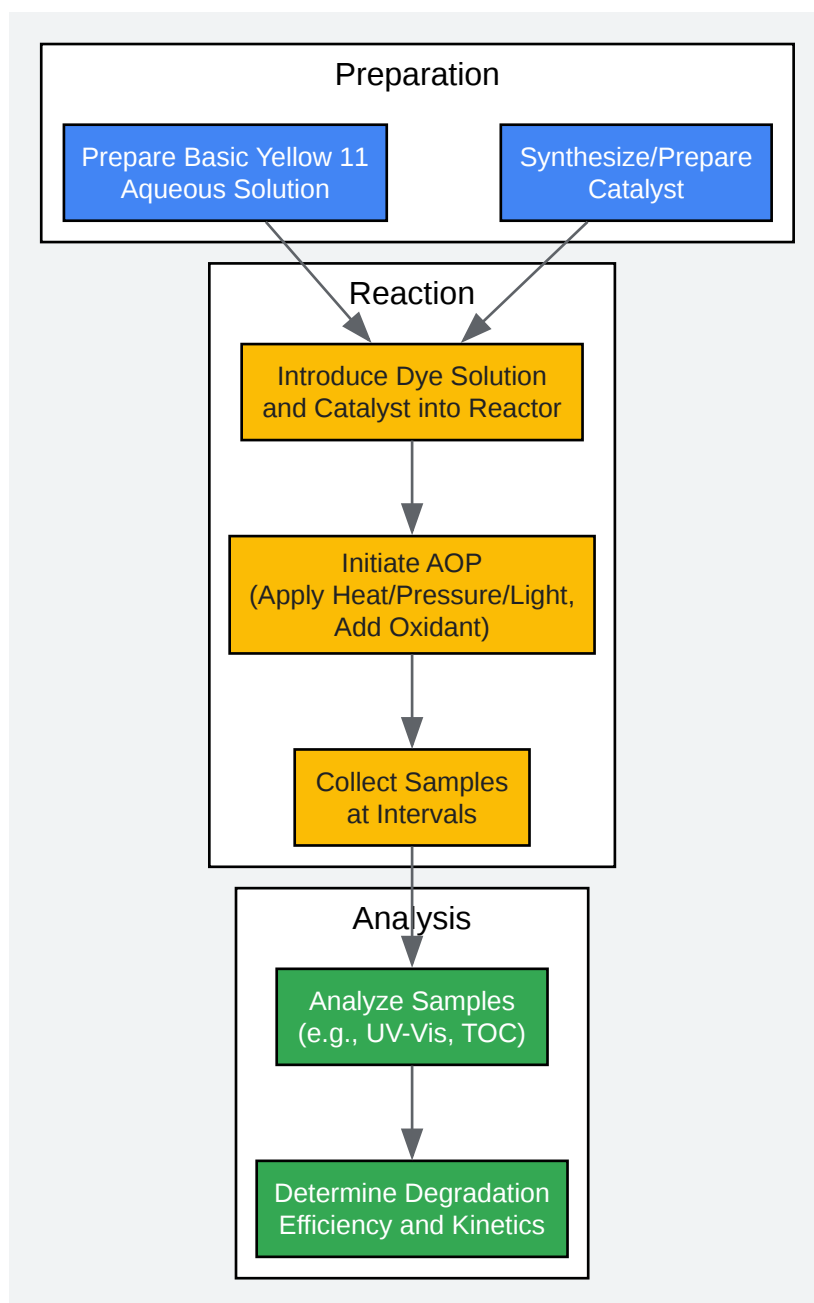 Preparation
Prepare Basic Yellow 11
Aqueous Solution
Synthesize/Prepare
Catalyst
Reaction
Introduce Dye Solution
and Catalyst into Reactor
Initiate AOP
(Apply Heat/Pressure/Light,
Add Oxidant)
Collect Samples
at Intervals
Analysis
Analyze Samples
(e.g., UV-Vis, TOC)
Determine Degradation
Efficiency and Kinetics